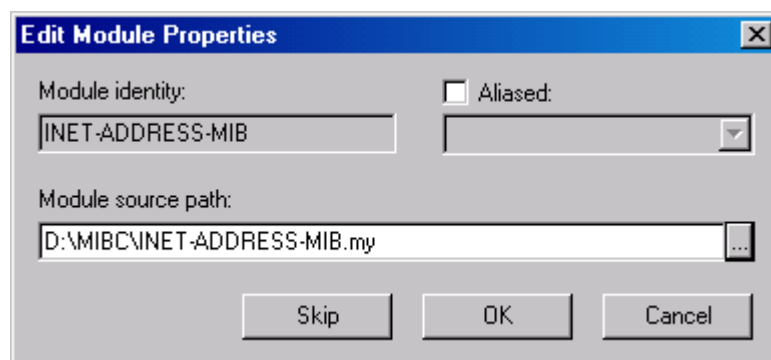 Edit Module Properties
Module identity:
Aliased:
INET-ADDRESS-MIB
Module source path:
D:\MIBC\INET-ADDRESS-MIB.my
...
Skip
OK
Cancel